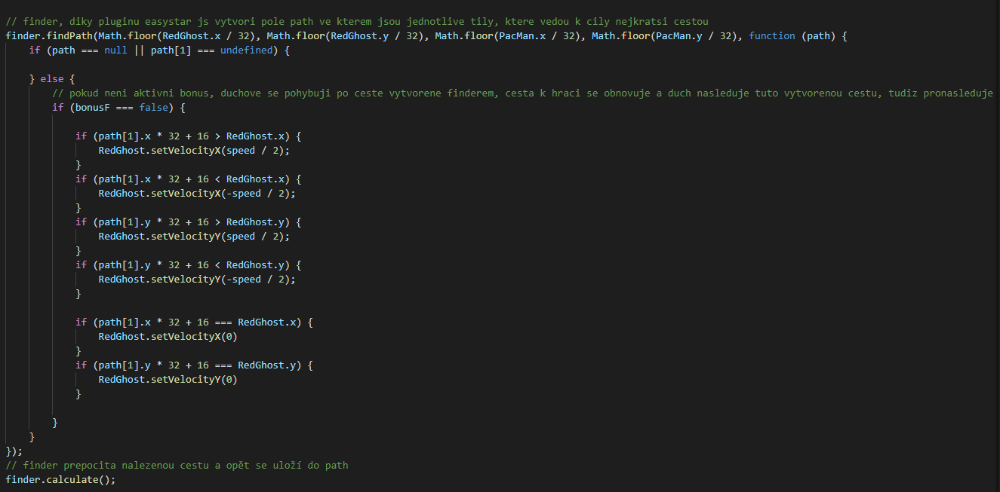 // finder, diky pluginu easystar js vytvori pole path ve kterem jsou jednotlive tily, ktere vedou k cily nejkratsi cestou
finder.findPath(Math.floor(RedGhost.x / 32), Math.floor(RedGhost.y / 32), Math.floor(PacMan.x / 32), Math.floor(PacMan.y / 32), function (path) {
if (path === null || path[1] === undefined) {
} else {
// pokud neni aktivni bonus, duchove se pohybuji po ceste vytvorene finderem, cesta k hraci se obnovuje a duch nasleduje tuto vytvorenou cestu, tudiz pronasleduje
if (bonusF === false) {
if (path[1].x * 32 + 16 > RedGhost.x) {
RedGhost.setVelocityX(speed / 2);
}
if (path[1].x * 32 + 16 < RedGhost.x) {
RedGhost.setVelocityX(-speed / 2);
}
if (path[1].y * 32 + 16 > RedGhost.y) {
RedGhost.setVelocityY(speed / 2);
}
if (path[1].y * 32 + 16 < RedGhost.y) {
RedGhost.setVelocityY(-speed / 2);
}
if (path[1].x * 32 + 16 === RedGhost.x) {
RedGhost.setVelocityX(0)
}
if (path[1].y * 32 + 16 === RedGhost.y) {
RedGhost.setVelocityY(0)
}
}
}
});
// finder prepocita nalezenou cestu a opět se uloží do path
finder.calculate();